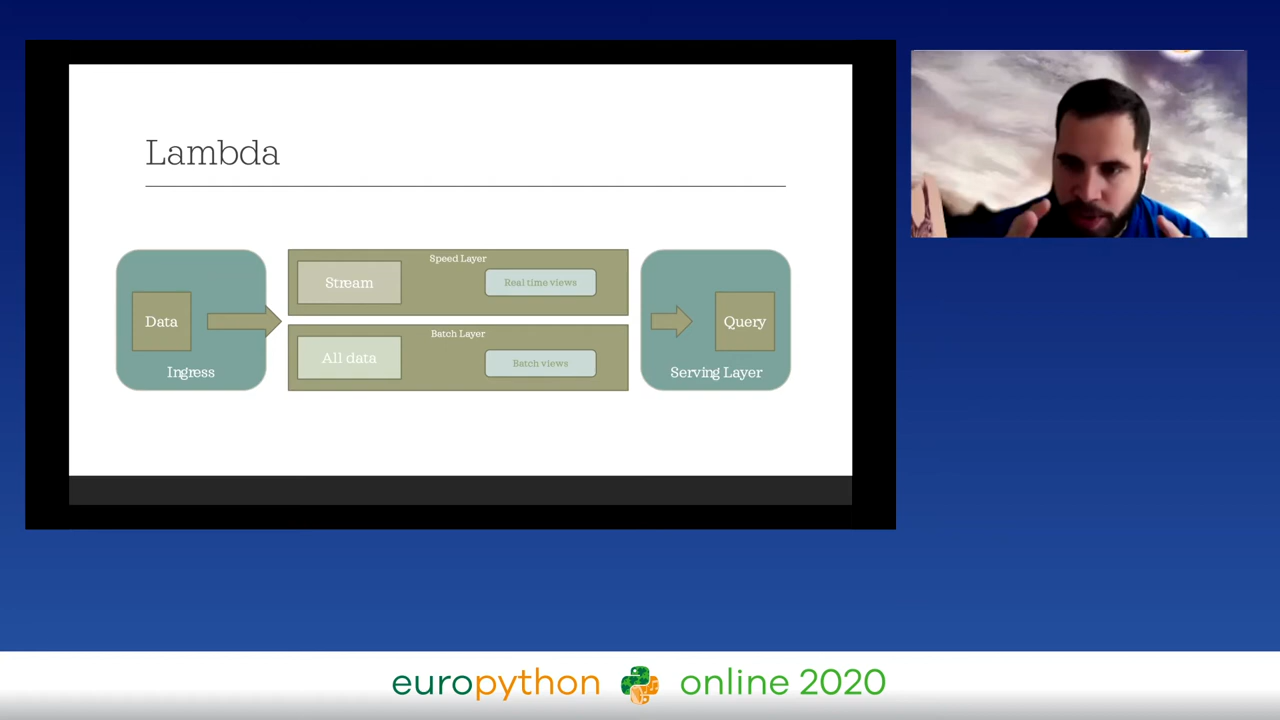 Lambda
Data
Ingress
Speed Layer
Stream
Real time views
Batch Layer
All data
Batch views
Query
Serving Layer
europython online 2020